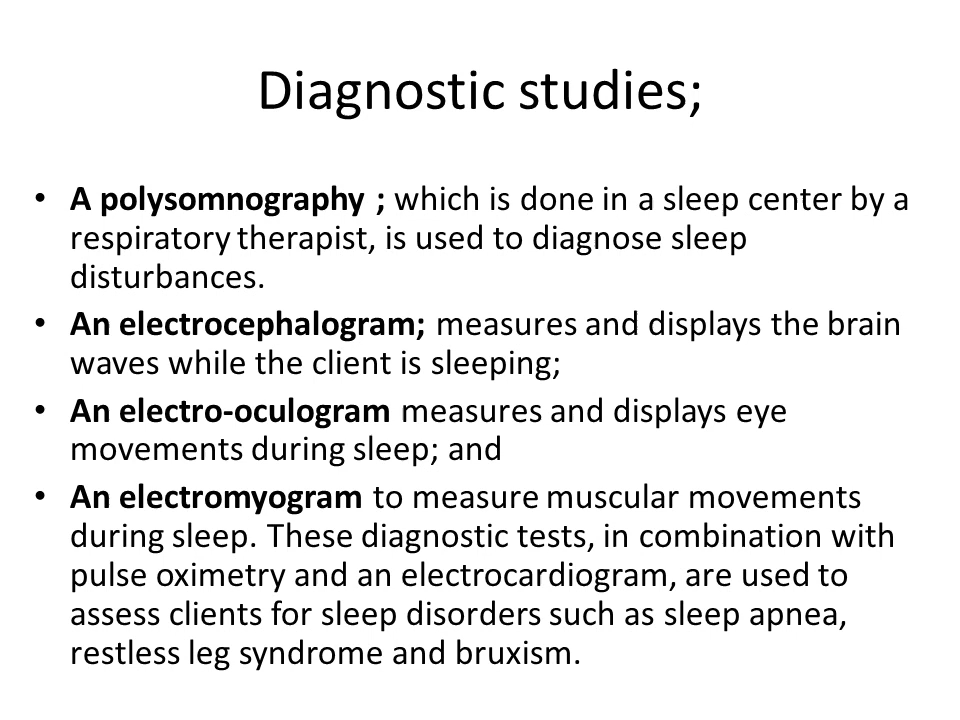 Diagnostic studies;
• A polysomnography ; which is done in a sleep center by a
respiratory therapist, is used to diagnose sleep
disturbances.
• An electrocephalogram; measures and displays the brain
waves while the client is sleeping;
• An electro-oculogram measures and displays eye
movements during sleep; and
• An electromyogram to measure muscular movements
during sleep. These diagnostic tests, in combination with
pulse oximetry and an electrocardiogram, are used to
assess clients for sleep disorders such as sleep apnea,
restless leg syndrome and bruxism.